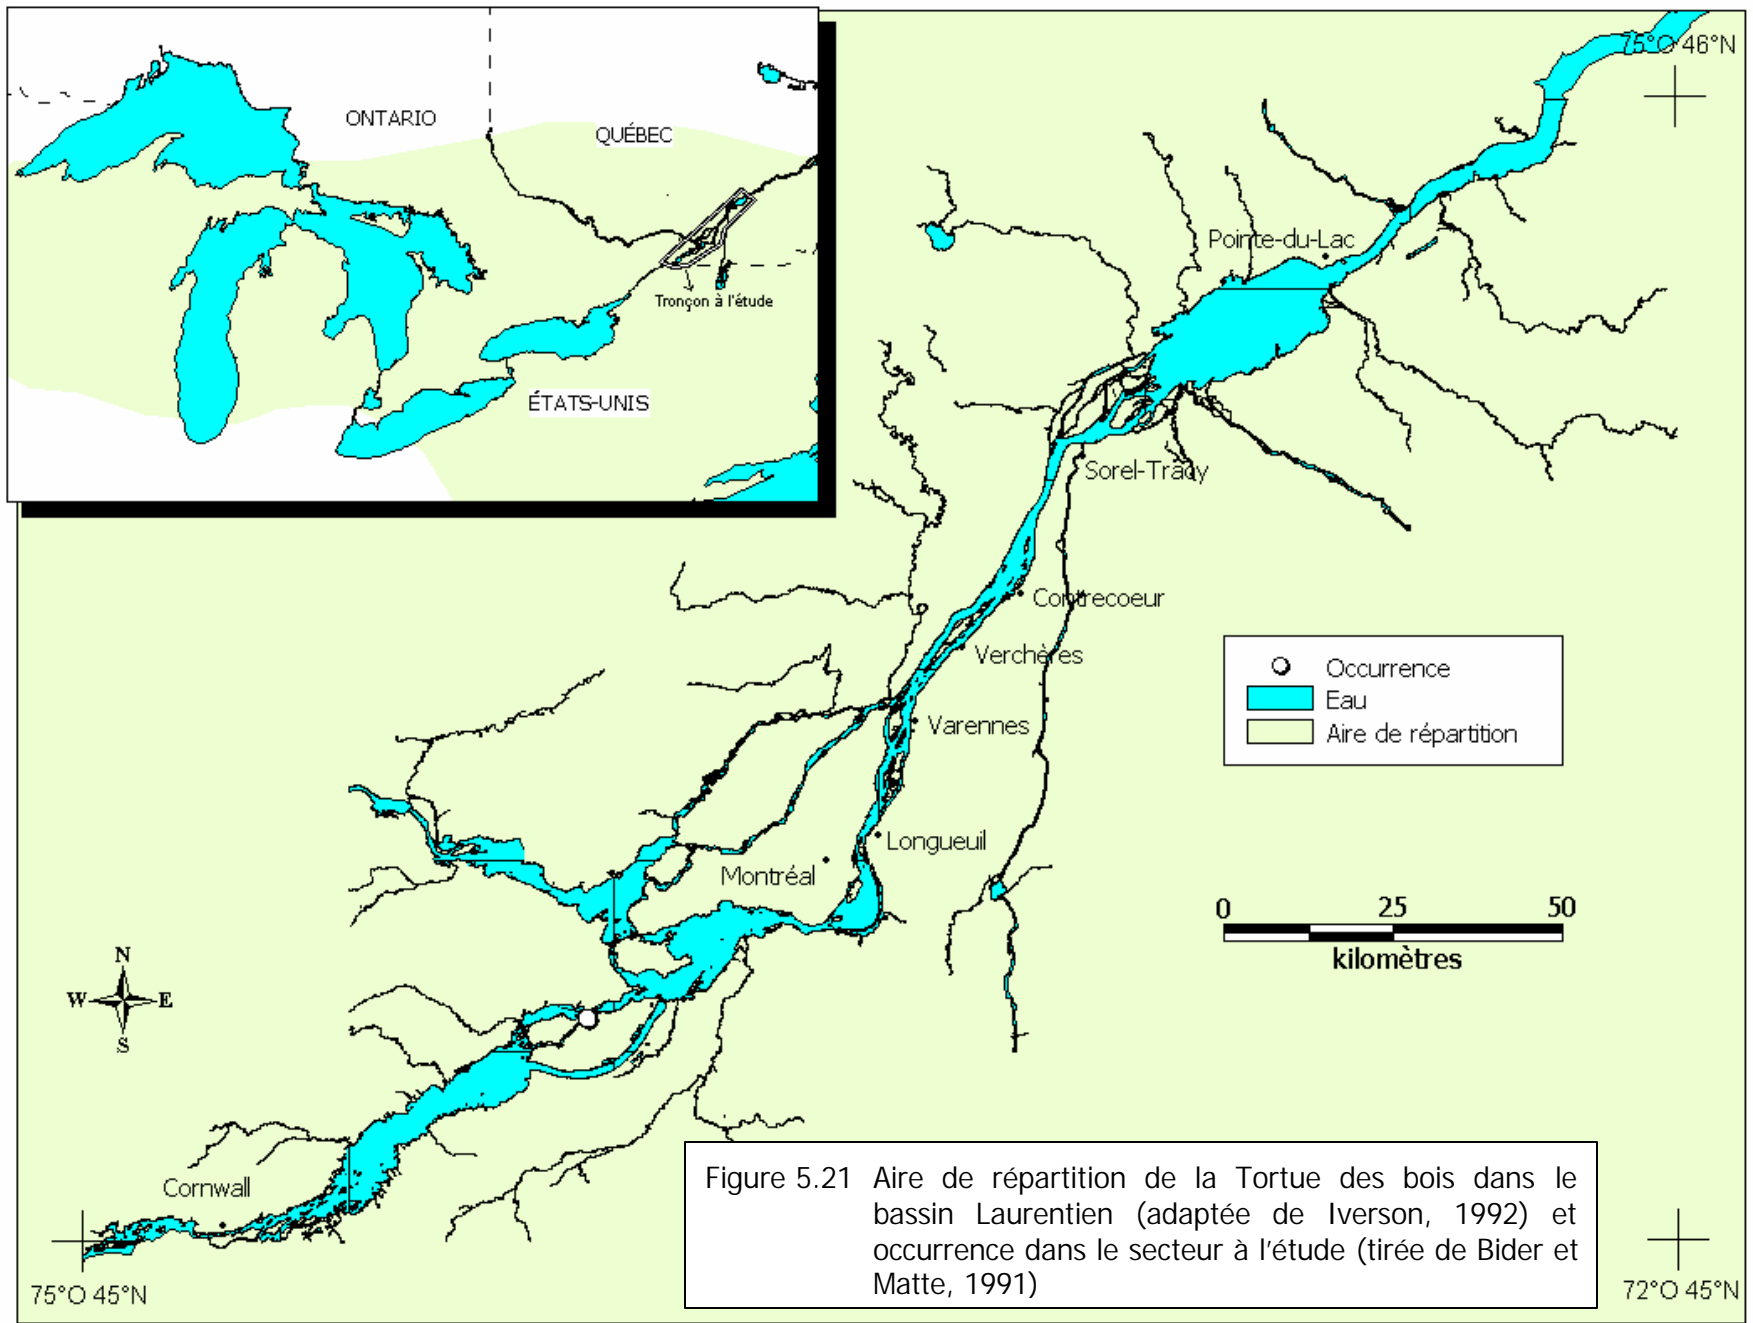 ONTARIO
QUÉBEC
Tronçon à l'étude
ÉTATS-UNIS
75°O 46°N
Pointe-du-Lac
Sorel-Tracy
Contrecoeur
Verchères
Varennes
Longueuil
Montréal
Cornwall
Occurrence
Eau
Aire de répartition
0 25 50
kilomètres
N
W E
S
75°O 45°N
72°O 45°N
Figure 5.21 Aire de répartition de la Tortue des bois dans le
bassin Laurentien (adaptée de Iverson, 1992) et
occurrence dans le secteur à l'étude (tirée de Bider et
Matte, 1991)